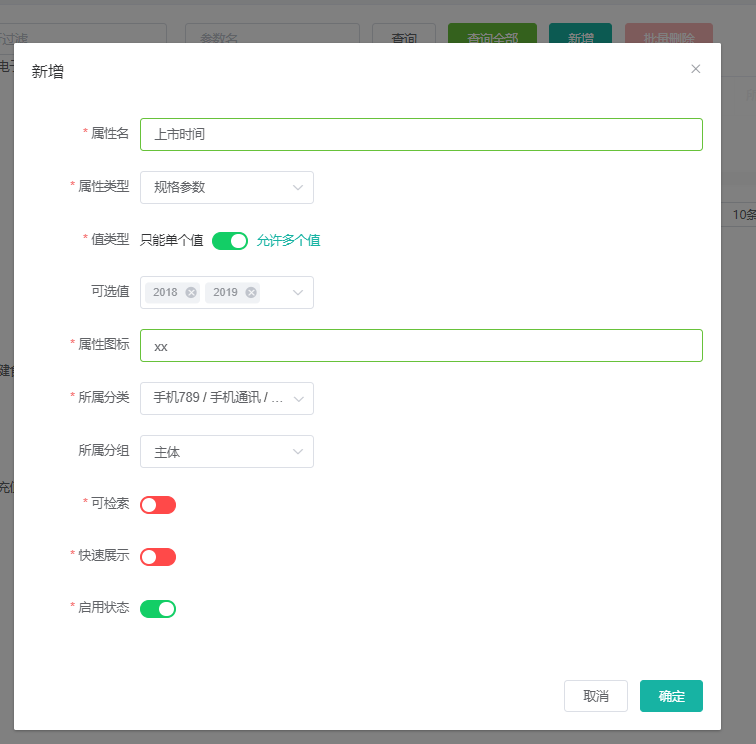 过滤
参数名
查询
查询全部
新增
批量删除
新增
* 属性名 上市时间
* 属性类型 规格参数
10条
* 值类型 只能单个值 允许多个值
可选值 2018 2019
* 属性图标 xx
* 所属分类 手机789 / 手机通讯 / ...
所属分组 主体
* 可检索
* 快速展示
* 启用状态
取消 确定